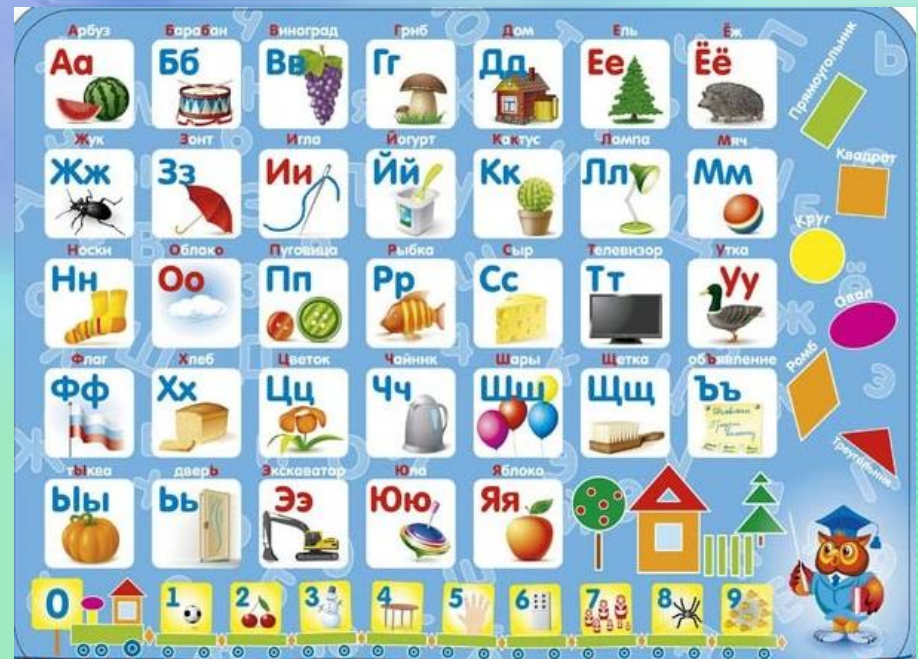 Арбуз Барабан Виноград Гриб Дом Ель Ёж
Аа Бб Вв Гг Дд Ее Ёё
Жук Зонт Игла Йогурт Кактус Лампа Мяч
Жж Зз Ии Йй Кк Лл Мм
Носки Облако Пуговица Рыбка Сыр Телевизор Утка
Нн Оо Пп Рр Сс Тт Уу
Флаг Хлеб Цветок Чайник Шары Щетка объявление
Фф Хх Цц Чч Шш Щщ Ъъ
тЫква дверЬ Экскаватор Юла Яблоко
Ыы Ьь Ээ Юю Яя
0 1 2 3 4 5 6 7 8 9
Прямоугольник
Квадрат
Круг
Овал
Ромб
Треугольник